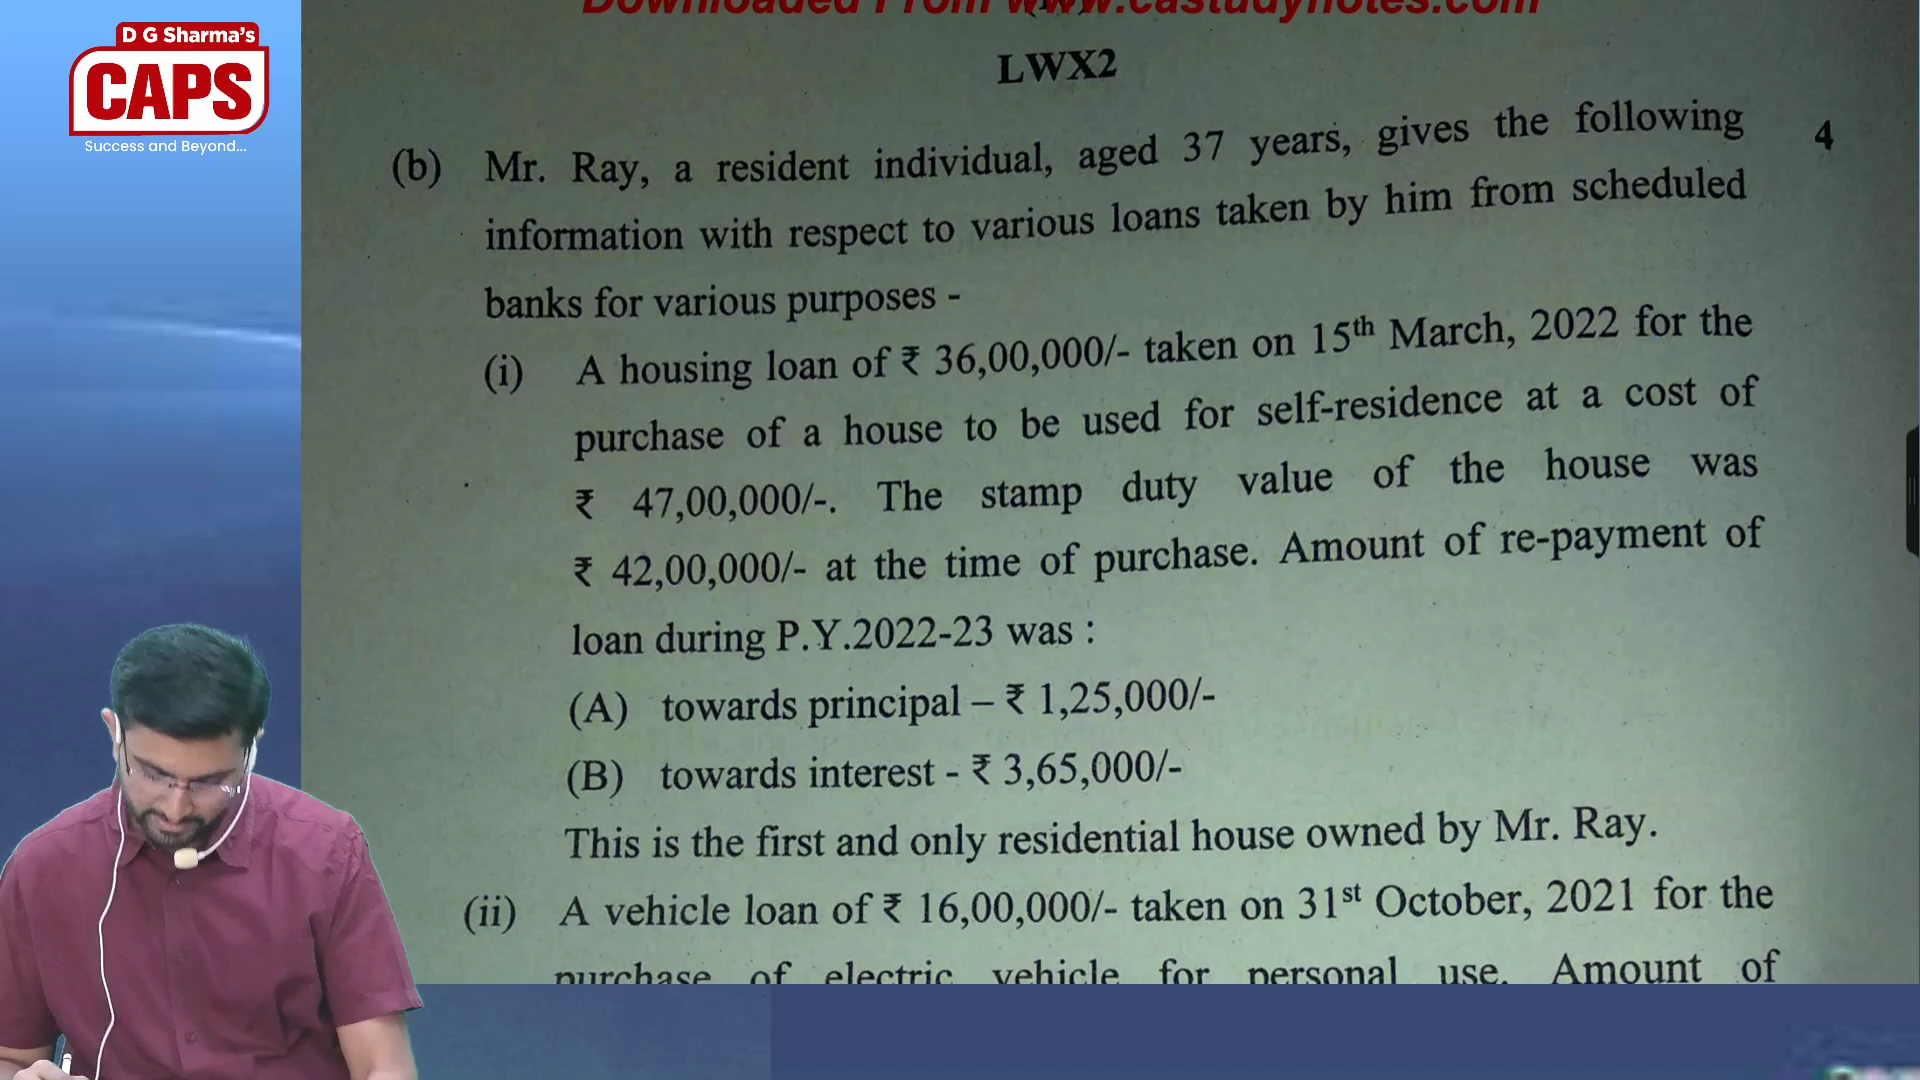 Downloaded From www.castudynotes.com
D G Sharma's
CAPS
Success and Beyond...
LWX2
(b) Mr. Ray, a resident individual, aged 37 years, gives the following 4
information with respect to various loans taken by him from scheduled
banks for various purposes -
(i) A housing loan of ₹ 36,00,000/- taken on 15th March, 2022 for the
purchase of a house to be used for self-residence at a cost of
₹ 47,00,000/-. The stamp duty value of the house was
₹ 42,00,000/- at the time of purchase. Amount of re-payment of
loan during P.Y.2022-23 was :
(A) towards principal – ₹ 1,25,000/-
(B) towards interest - ₹ 3,65,000/-
This is the first and only residential house owned by Mr. Ray.
(ii) A vehicle loan of ₹ 16,00,000/- taken on 31st October, 2021 for the
purchase of electric vehicle for personal use. Amount of